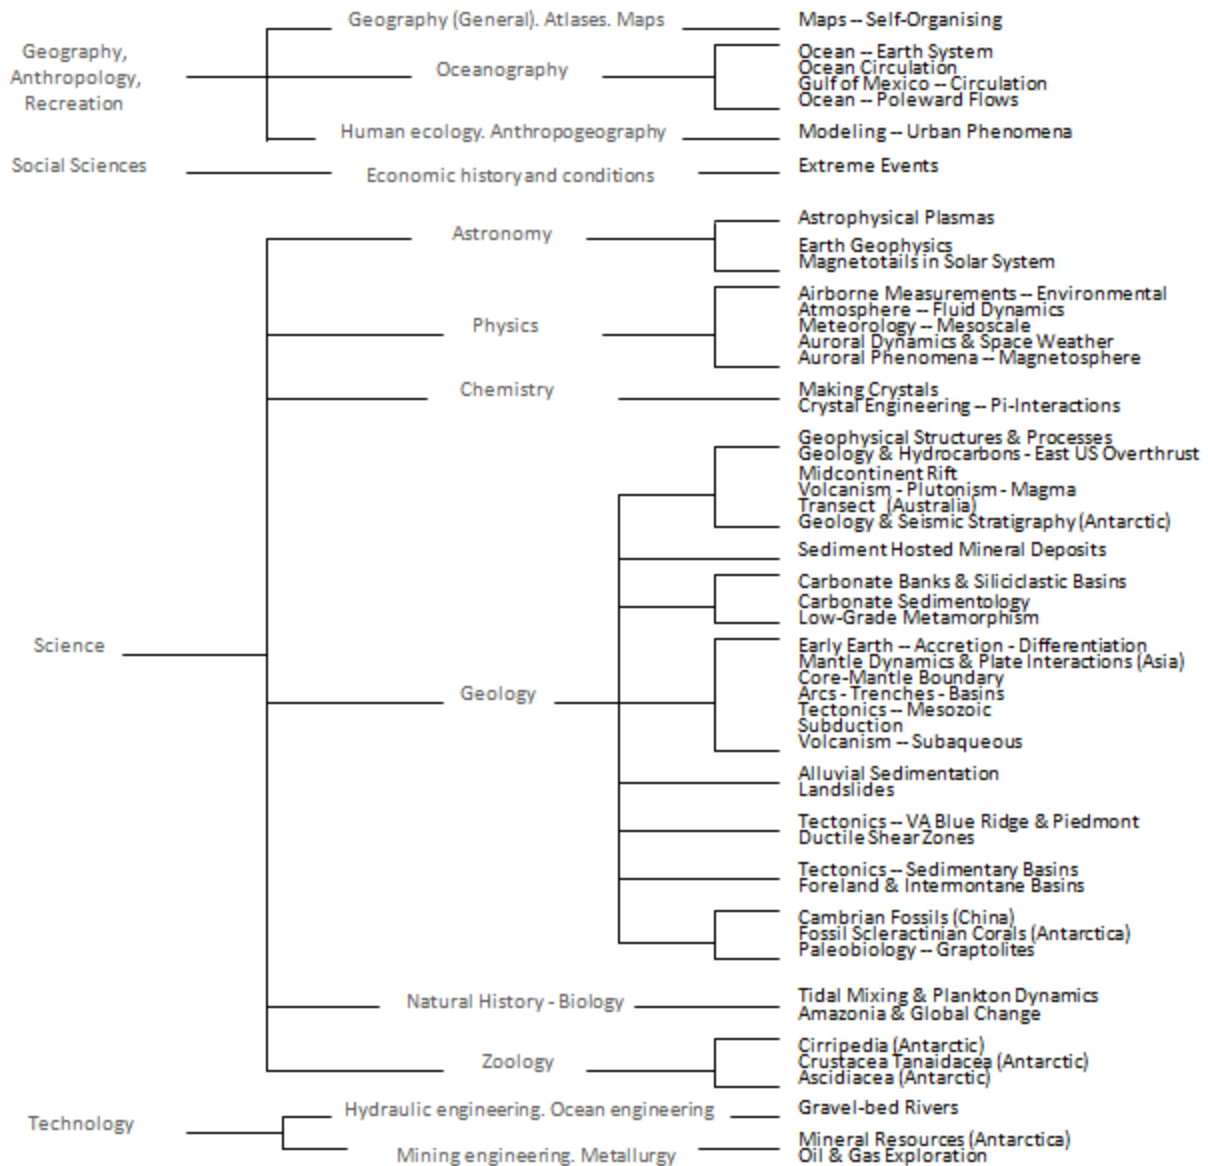 Geography,
Anthropology,
Recreation
Geography (General). Atlases. Maps
Maps -- Self-Organising
Oceanography
Ocean -- Earth System
Ocean Circulation
Gulf of Mexico -- Circulation
Ocean -- Poleward Flows
Human ecology. Anthropogeography
Modeling -- Urban Phenomena
Social Sciences
Economic history and conditions
Extreme Events
Science
Astronomy
Astrophysical Plasmas
Earth Geophysics
Magnetotails in Solar System
Physics
Airborne Measurements -- Environmental
Atmosphere -- Fluid Dynamics
Meteorology -- Mesoscale
Auroral Dynamics & Space Weather
Auroral Phenomena -- Magnetosphere
Chemistry
Making Crystals
Crystal Engineering -- Pi-Interactions
Geology
Geophysical Structures & Processes
Geology & Hydrocarbons - East US Overthrust
Midcontinent Rift
Volcanism - Plutonism - Magma
Transect (Australia)
Geology & Seismic Stratigraphy (Antarctic)
Sediment Hosted Mineral Deposits
Carbonate Banks & Siliciclastic Basins
Carbonate Sedimentology
Low-Grade Metamorphism
Early Earth -- Accretion - Differentiation
Mantle Dynamics & Plate Interactions (Asia)
Core-Mantle Boundary
Arcs - Trenches - Basins
Tectonics -- Mesozoic
Subduction
Volcanism -- Subaqueous
Alluvial Sedimentation
Landslides
Tectonics -- VA Blue Ridge & Piedmont
Ductile Shear Zones
Tectonics -- Sedimentary Basins
Foreland & Intermontane Basins
Cambrian Fossils (China)
Fossil Scleractinian Corals (Antarctica)
Paleobiology -- Graptolites
Natural History - Biology
Tidal Mixing & Plankton Dynamics
Amazonia & Global Change
Zoology
Cirripedia (Antarctic)
Crustacea Tanaidacea (Antarctic)
Ascidiacea (Antarctic)
Technology
Hydraulic engineering. Ocean engineering
Gravel-bed Rivers
Mining engineering. Metallurgy
Mineral Resources (Antarctica)
Oil & Gas Exploration